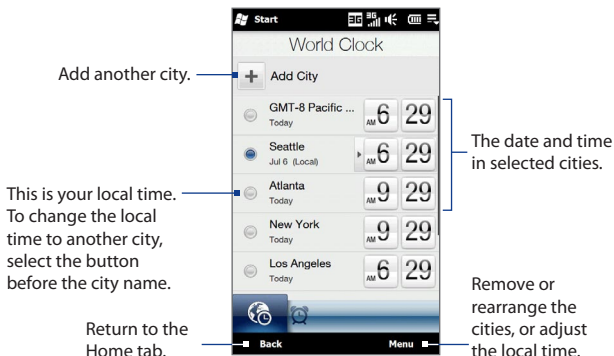 Start
3G 3G
World Clock
Add another city.
Add City
GMT-8 Pacific ...
Today
AM 6 29
Seattle
Jul 6 (Local)
AM 6 29
The date and time
in selected cities.
Atlanta
Today
AM 9 29
This is your local time.
To change the local
time to another city,
select the button
before the city name.
New York
Today
AM 9 29
Los Angeles
Today
AM 6 29
Remove or
rearrange the
cities, or adjust
the local time.
Return to the
Home tab.
Back
Menu